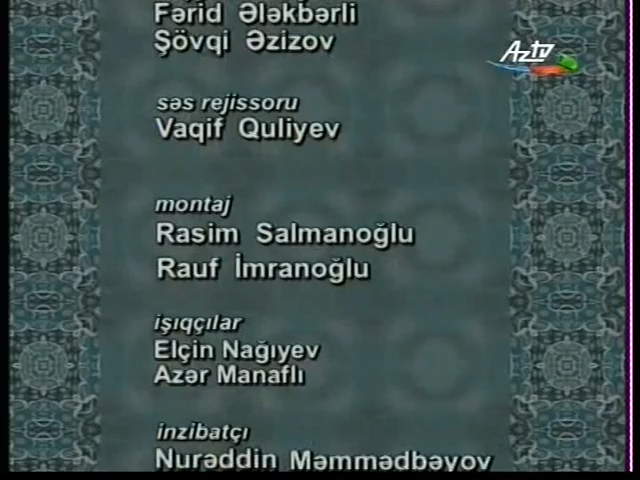 Fərid Ələkbərli
Şövqi Əzizov
AzTV
səs rejissoru
Vaqif Quliyev
montaj
Rasim Salmanoğlu
Rauf İmranoğlu
işıqçılar
Elçin Nağıyev
Azər Manaflı
inzibatçı
Nurəddin Məmmədbəyov